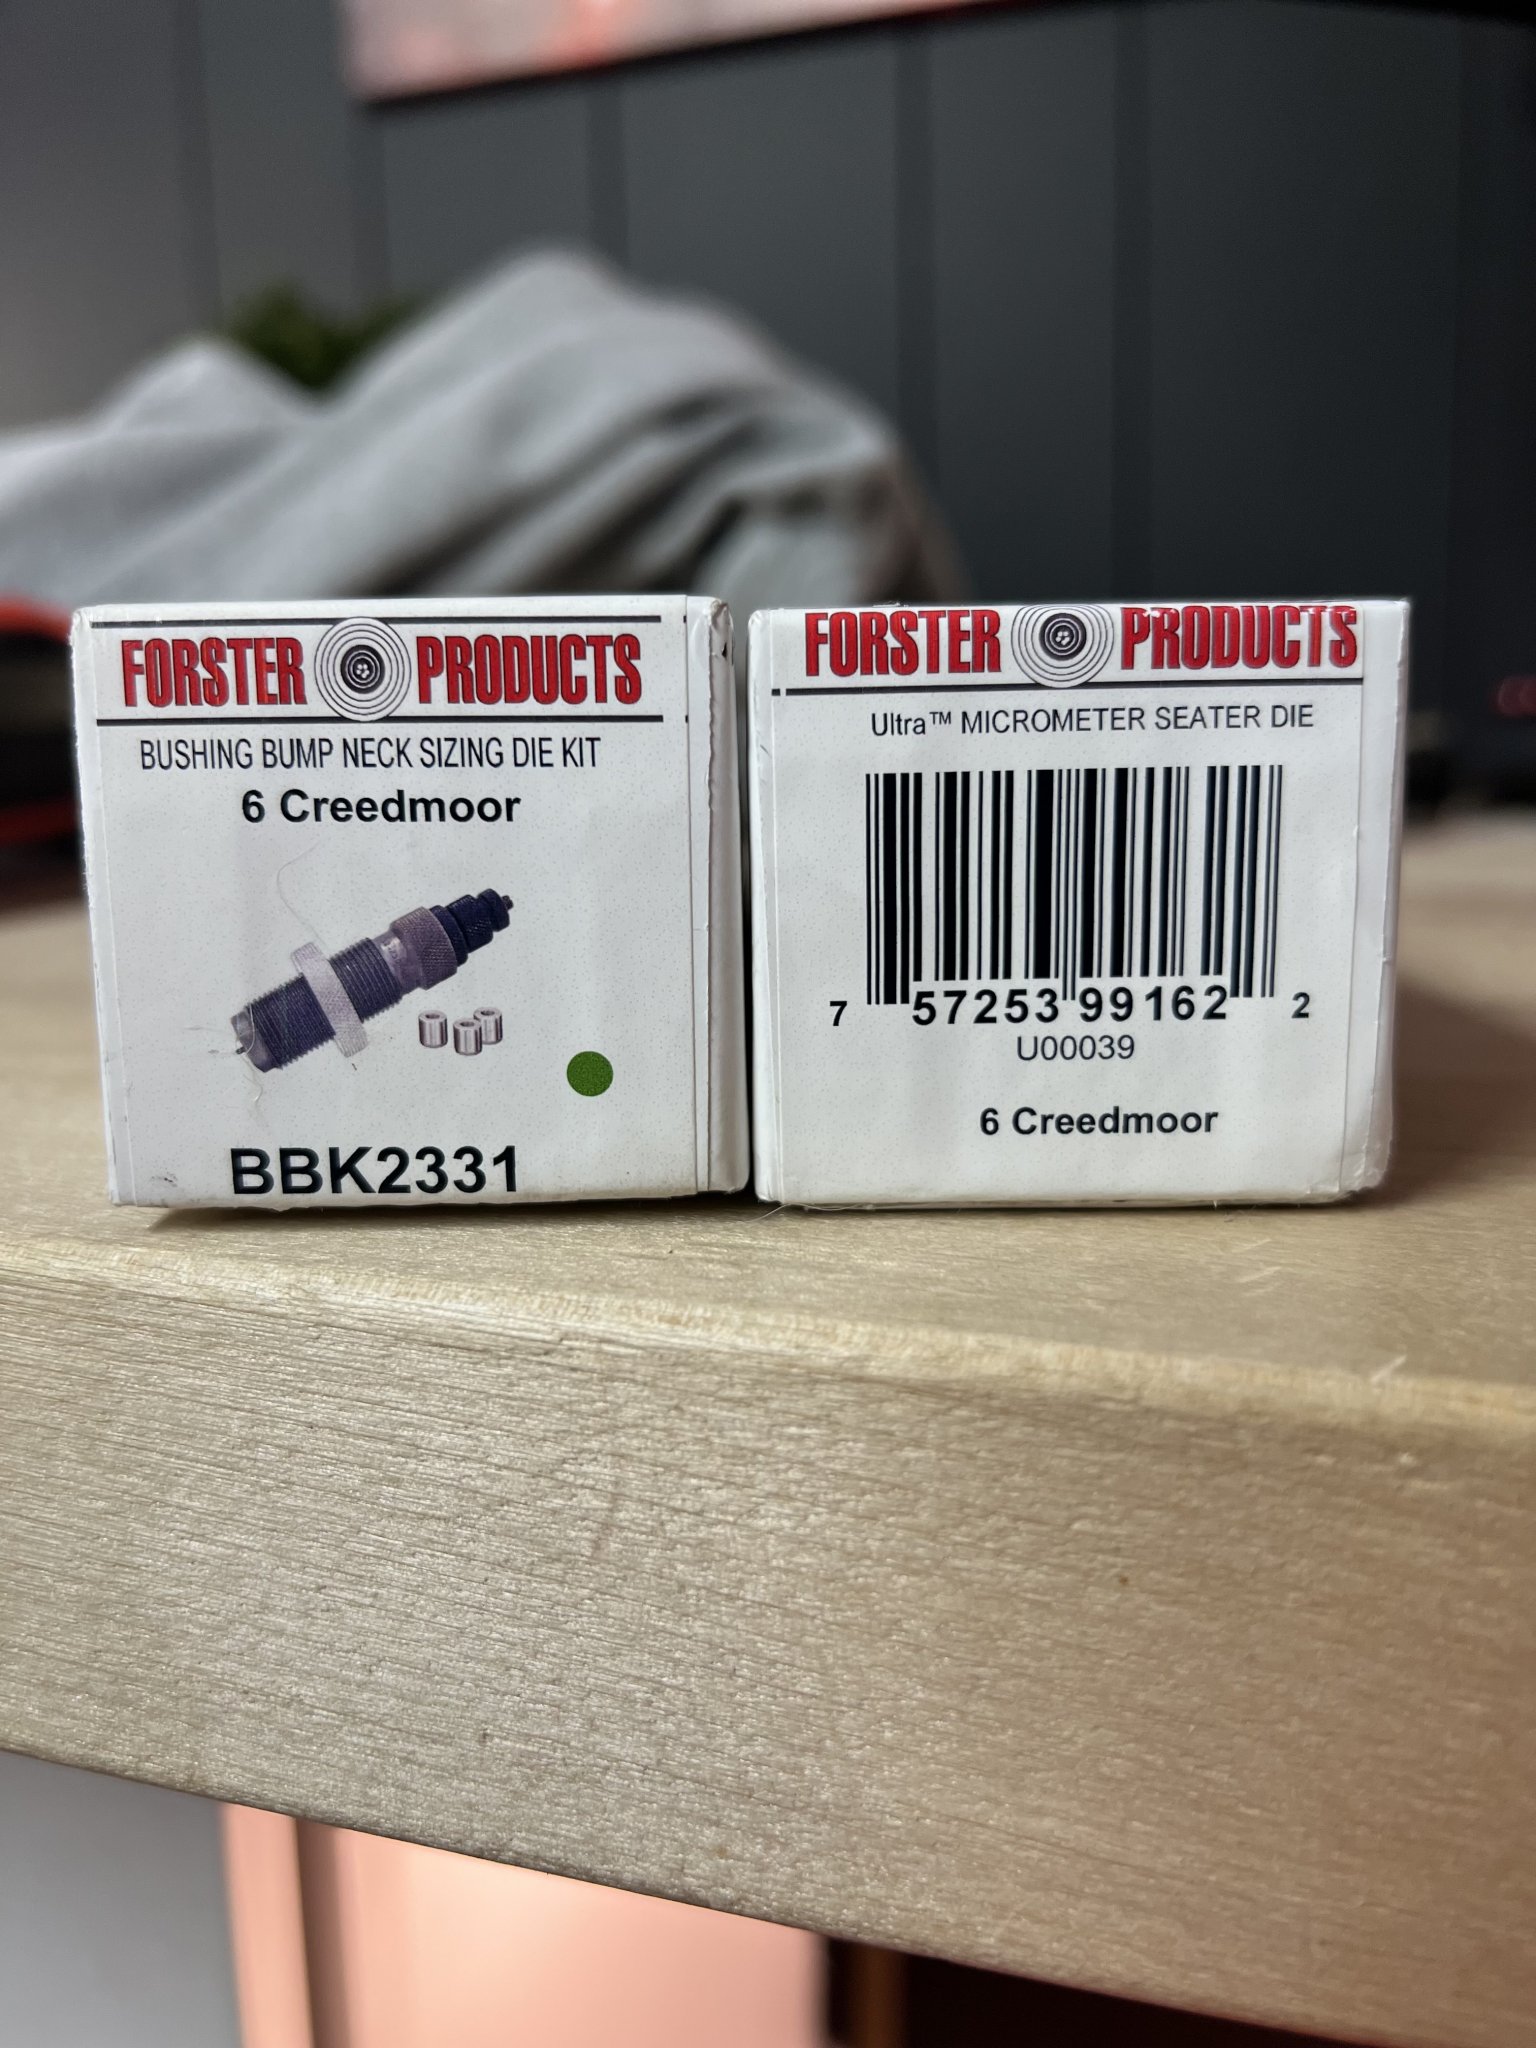 FORSTER PRODUCTS
BUSHING BUMP NECK SIZING DIE KIT
6 Creedmoor
BBK2331
FORSTER PRODUCTS
Ultra™ MICROMETER SEATER DIE
7 57253 99162 2
U00039
6 Creedmoor